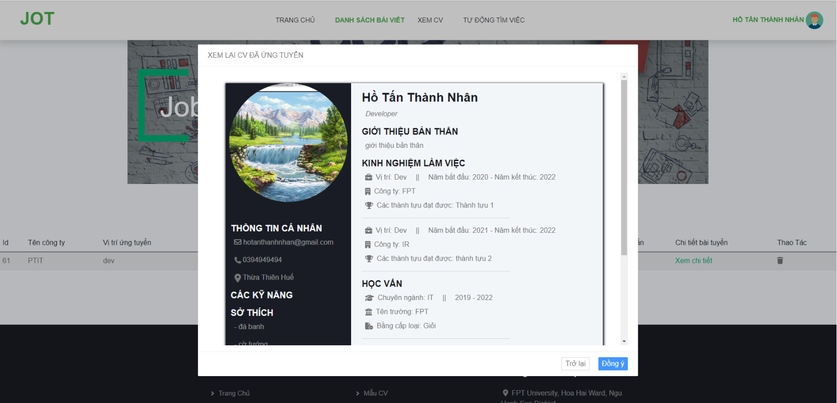 JOT
TRANG CHỦ
DANH SÁCH BÀI VIẾT
XEM CV
TỰ ĐỘNG TÌM VIỆC
HỒ TẤN THÀNH NHÂN
XEM LẠI CV ĐÃ ỨNG TUYỂN
Job
Hồ Tấn Thành Nhân
Developer
GIỚI THIỆU BẢN THÂN
giới thiệu bản thân
KINH NGHIỆM LÀM VIỆC
Vị trí: Dev || Năm bắt đầu: 2020 - Năm kết thúc: 2022
Công ty: FPT
Các thành tựu đạt được: Thành tưu 1
Vị trí: Dev || Năm bắt đầu: 2021 - Năm kết thúc: 2022
Công ty: IR
Các thành tựu đạt được: thành tưu 2
HỌC VẤN
Chuyên ngành: IT || 2019 - 2022
Tên trường: FPT
Bằng cấp loại: Giỏi
THÔNG TIN CÁ NHÂN
hotanthanhnhan@gmail.com
0394949494
Thừa Thiên Huế
CÁC KỸ NĂNG
SỞ THÍCH
- đá banh
- cờ tướng
Id Tên công ty Vị trí ứng tuyển Chi tiết bài tuyển Thao Tác
61 PTIT dev Xem chi tiết
Trở lại
Đồng ý
Trang Chủ
Mẫu CV
FPT University, Hoa Hai Ward, Ngu